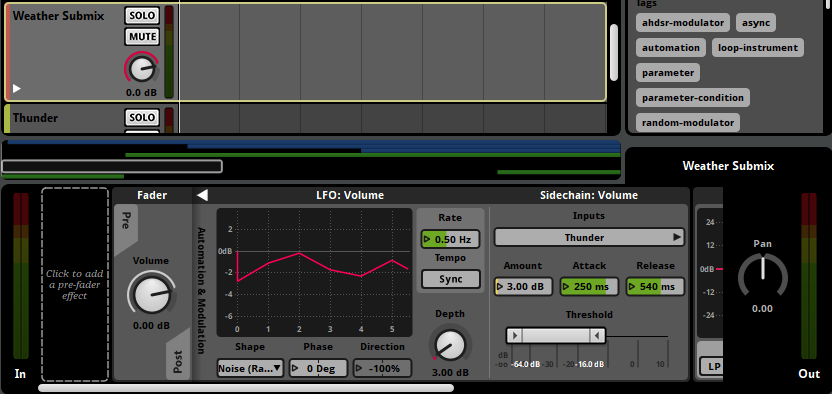 Weather Submix
SOLO
MUTE
0.0 dB
Thunder
SOLO
Tags
ahdsr-modulator
async
automation
loop-instrument
parameter
parameter-condition
random-modulator
Weather Submix
In
Click to add
a pre-fader
effect
Fader
Pre
Volume
0.00 dB
Post
Automation & Modulation
LFO: Volume
2
0dB
-2
-4
-6
0 1 2 3 4 5
Shape
Phase
Direction
Noise (Ra...
0 Deg
-100%
Rate
0.50 Hz
Tempo
Sync
Depth
3.00 dB
Sidechain: Volume
Inputs
Thunder
Amount
Attack
Release
3.00 dB
250 ms
540 ms
Threshold
dB
-∞ -64.0 dB 30 -20 -16.0 dB 0 10
24
12
0dB
-12
-24
LP
Pan
0.00
Out